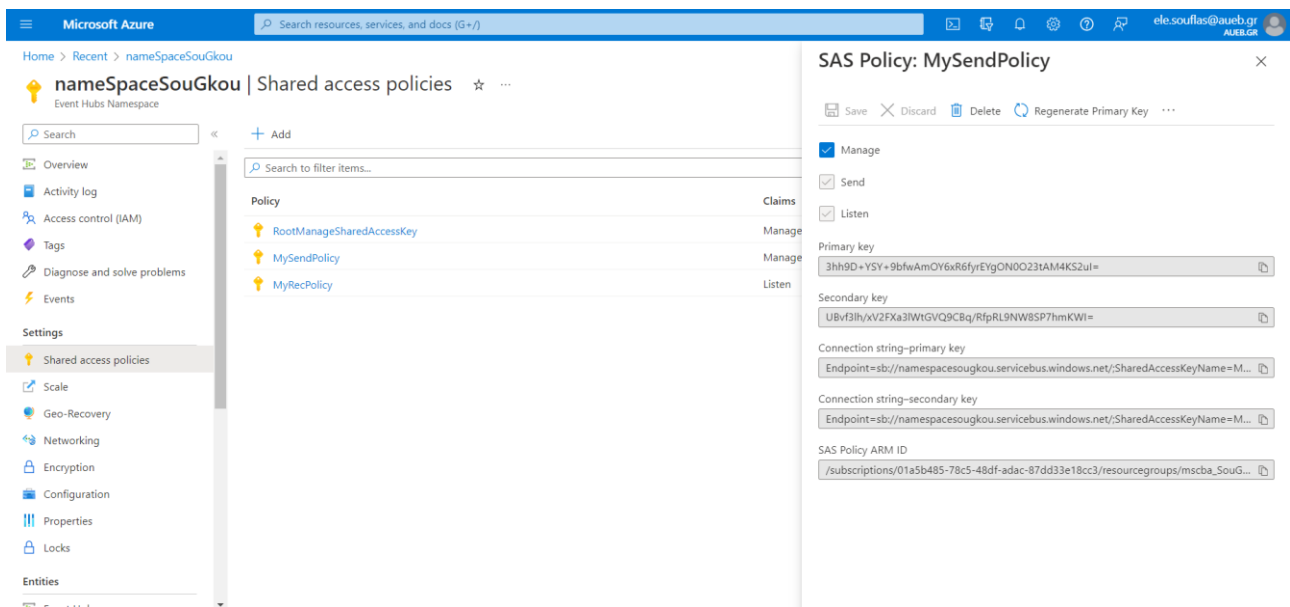 Microsoft Azure
Search resources, services, and docs (G+/)
ele.souflas@aueb.gr
AUEB.GR
Home > Recent > nameSpaceSouGkou
nameSpaceSouGkou | Shared access policies
Event Hubs Namespace
Search
Overview
Activity log
Access control (IAM)
Tags
Diagnose and solve problems
Events
Settings
Shared access policies
Scale
Geo-Recovery
Networking
Encryption
Configuration
Properties
Locks
Entities
Add
Search to filter items...
Policy Claims
RootManageSharedAccessKey Manage
MySendPolicy Manage
MyRecPolicy Listen
SAS Policy: MySendPolicy
Save Discard Delete Regenerate Primary Key ...
Manage
Send
Listen
Primary key
3hh9D+YSY+9bfwAmOY6xR6fyrEYgON0O23tAM4KS2uI=
Secondary key
UBvf3lh/xV2FXa3lWtGVQ9CBq/RfpRL9NW8SP7hmKWI=
Connection string–primary key
Endpoint=sb://namespacesougkou.servicebus.windows.net/;SharedAccessKeyName=M...
Connection string–secondary key
Endpoint=sb://namespacesougkou.servicebus.windows.net/;SharedAccessKeyName=M...
SAS Policy ARM ID
/subscriptions/01a5b485-78c5-48df-adac-87dd33e18cc3/resourcegroups/mscba_SouG...